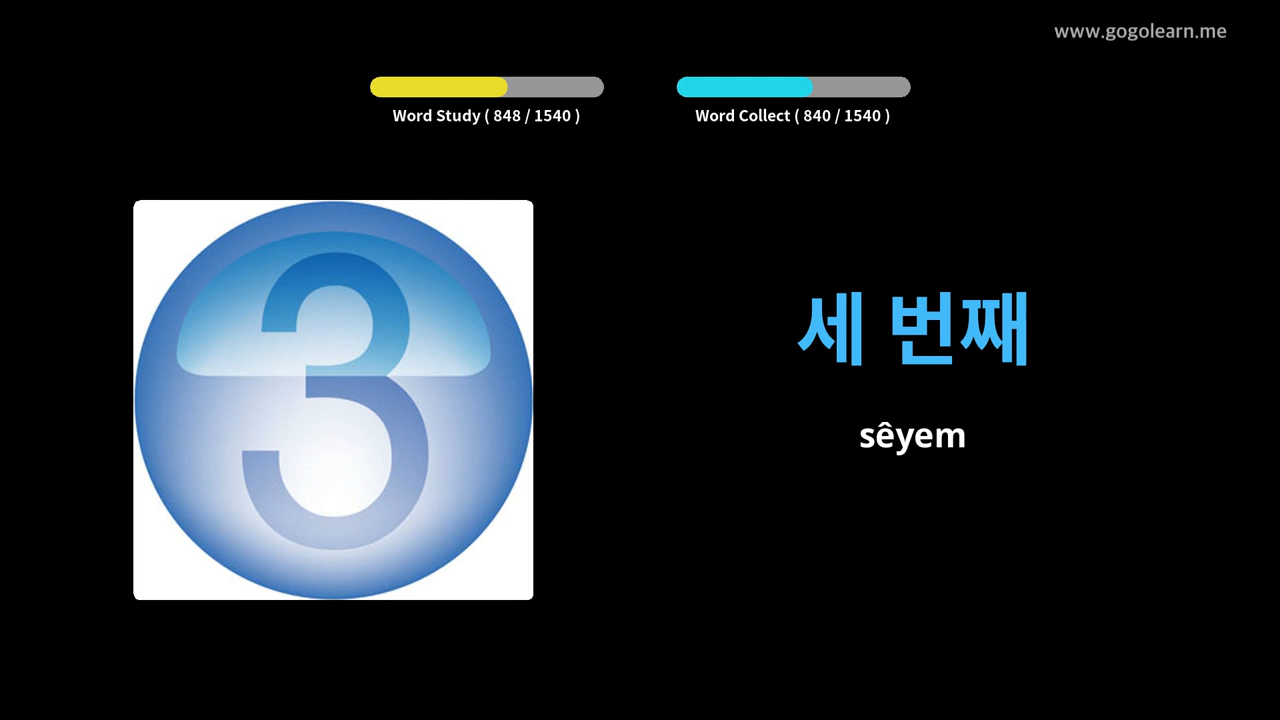 www.gogolearn.me
Word Study ( 848 / 1540 )
Word Collect ( 840 / 1540 )
3
세 번째
sêyem